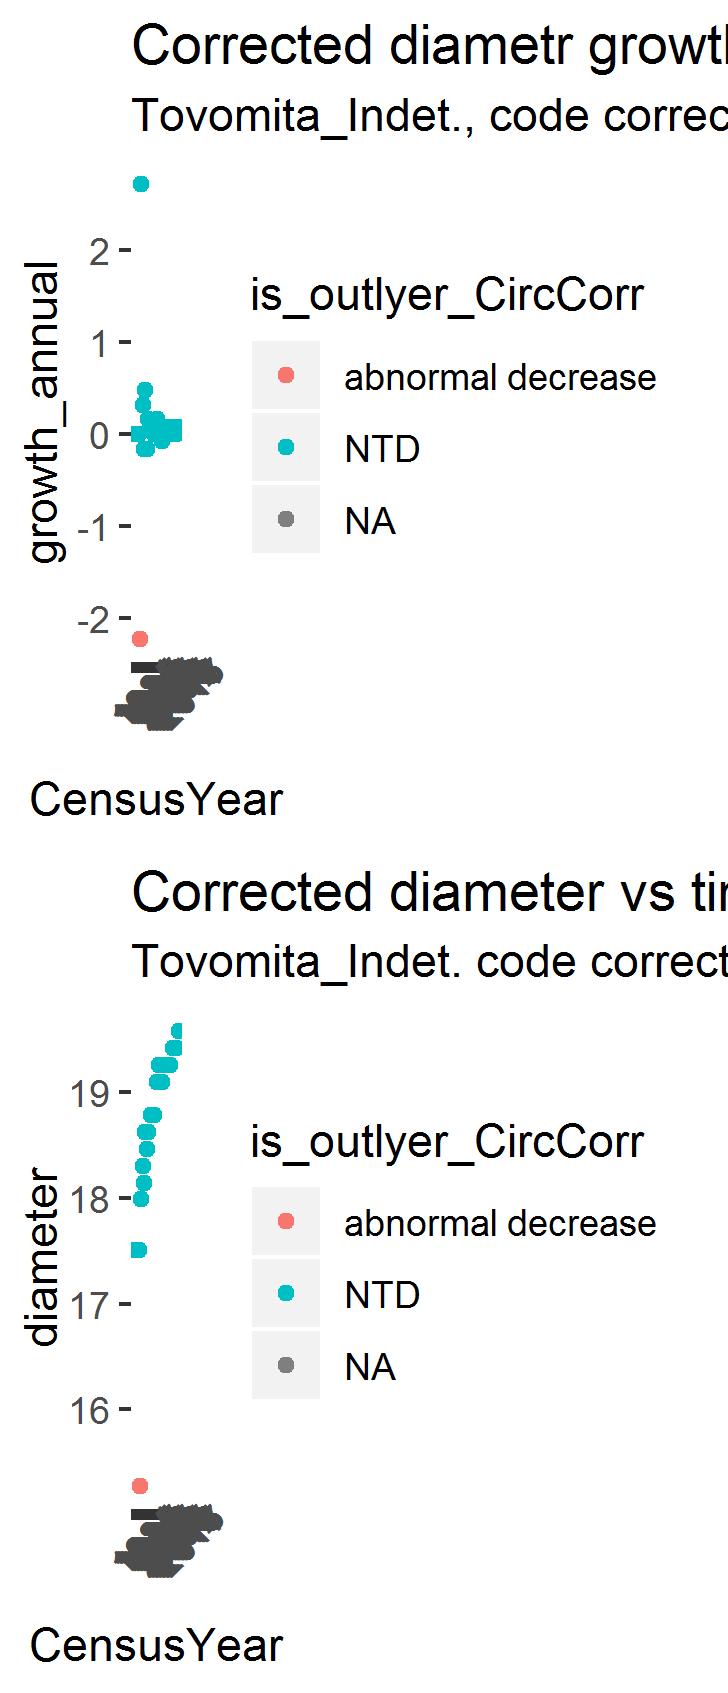 Corrected diametr growt
Tovomita_Indet., code correc
growth_annual
2
1
0
-1
-2
is_outlyer_CircCorr
abnormal decrease
NTD
NA
CensusYear
Corrected diameter vs tir
Tovomita_Indet. code correct
diameter
19
18
17
16
is_outlyer_CircCorr
abnormal decrease
NTD
NA
CensusYear